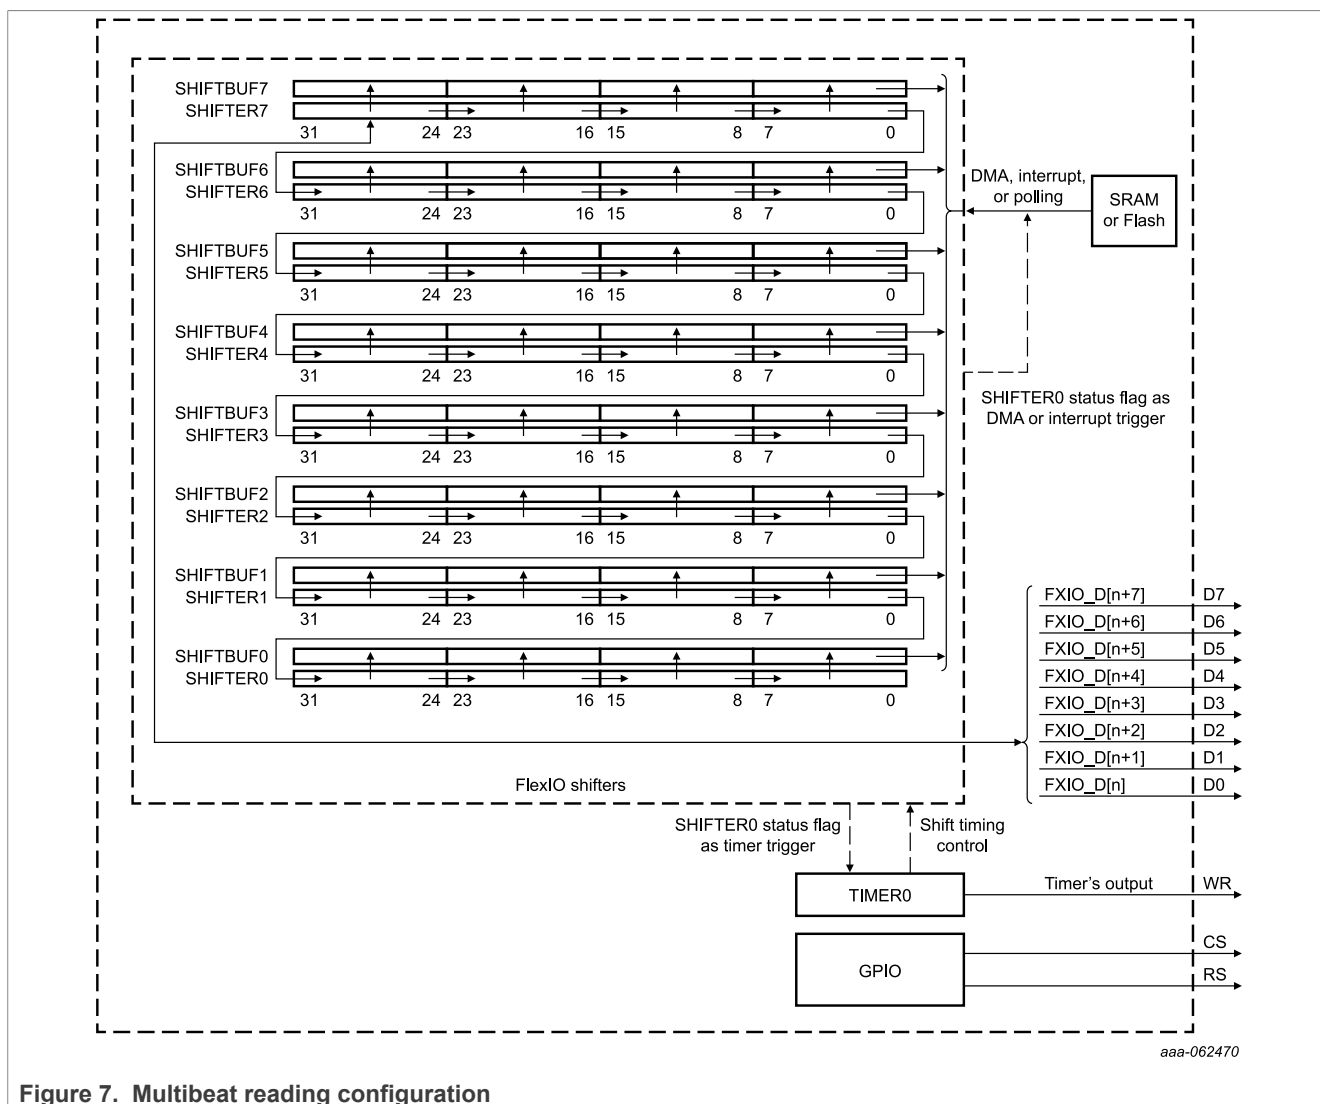 SHIFTBUF7
SHIFTER7
31 24 23 16 15 8 7 0
SHIFTBUF6
SHIFTER6
31 24 23 16 15 8 7 0
SHIFTBUF5
SHIFTER5
31 24 23 16 15 8 7 0
SHIFTBUF4
SHIFTER4
31 24 23 16 15 8 7 0
SHIFTBUF3
SHIFTER3
31 24 23 16 15 8 7 0
SHIFTBUF2
SHIFTER2
31 24 23 16 15 8 7 0
SHIFTBUF1
SHIFTER1
31 24 23 16 15 8 7 0
SHIFTBUF0
SHIFTER0
31 24 23 16 15 8 7 0
FlexIO shifters
DMA, interrupt,
or polling
SRAM
or Flash
SHIFTER0 status flag as
DMA or interrupt trigger
FXIO_D[n+7] D7
FXIO_D[n+6] D6
FXIO_D[n+5] D5
FXIO_D[n+4] D4
FXIO_D[n+3] D3
FXIO_D[n+2] D2
FXIO_D[n+1] D1
FXIO_D[n] D0
SHIFTER0 status flag
as timer trigger
Shift timing
control
TIMER0
Timer's output WR
GPIO
CS
RS
aaa-062470
Figure 7. Multibeat reading configuration